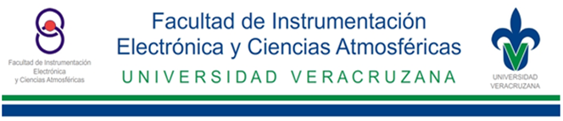 Facultad de Instrumentación
Electrónica y Ciencias Atmosféricas
UNIVERSIDAD VERACRUZANA
Facultad de Instrumentación
Electrónica
y Ciencias Atmosféricas
UNIVERSIDAD
VERACRUZANA